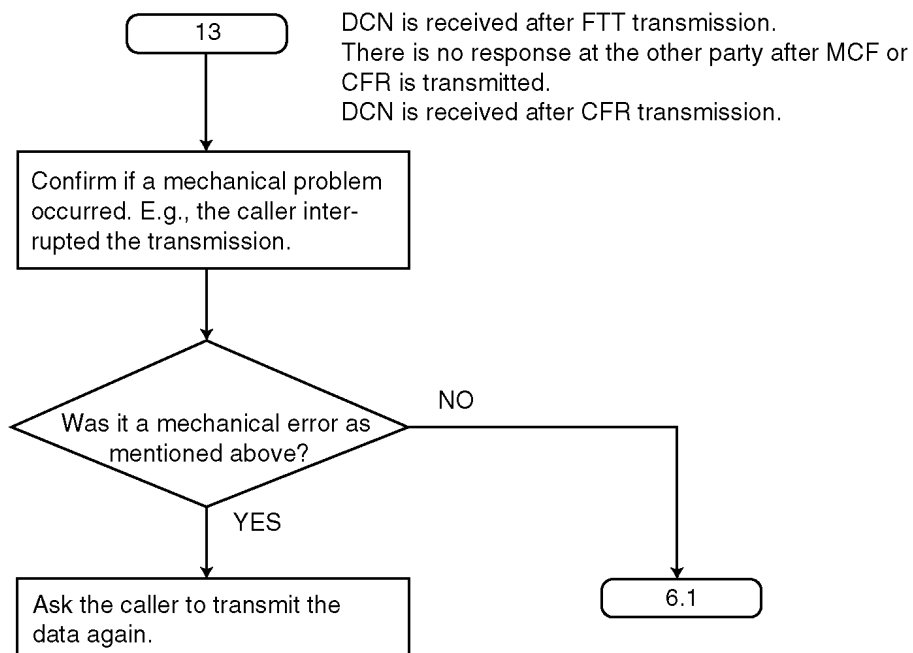 13
DCN is received after FTT transmission.
There is no response at the other party after MCF or
CFR is transmitted.
DCN is received after CFR transmission.
Confirm if a mechanical problem
occurred. E.g., the caller inter-
rupted the transmission.
Was it a mechanical error as
mentioned above?
NO
YES
Ask the caller to transmit the
data again.
6.1